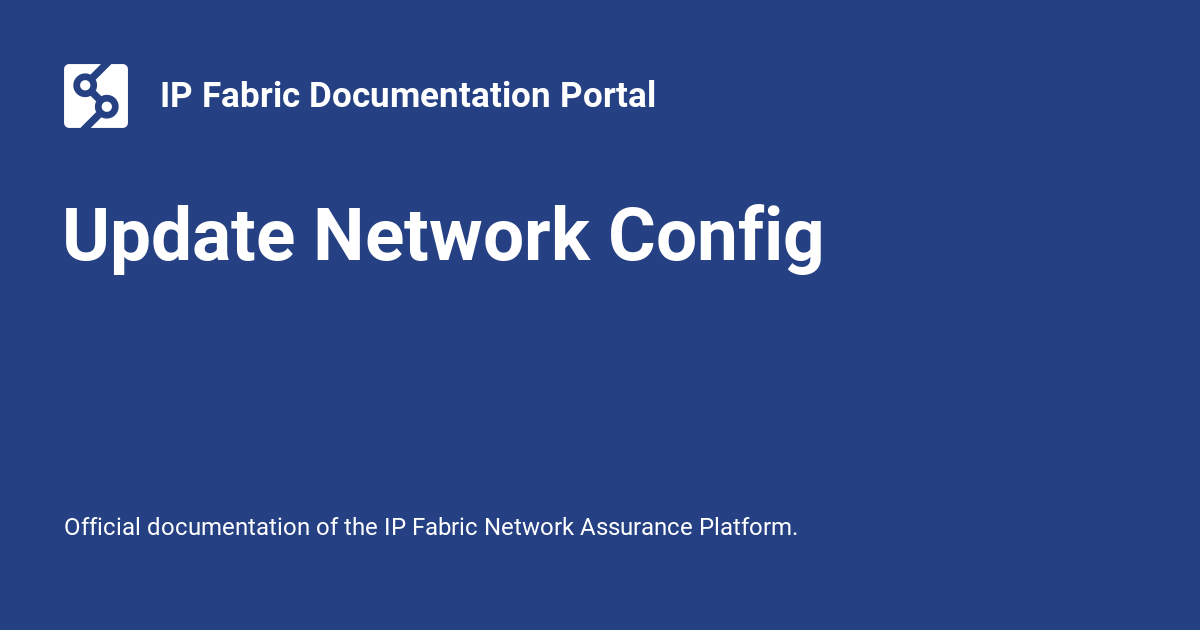 IP Fabric Documentation Portal
Update Network Config
Official documentation of the IP Fabric Network Assurance Platform.